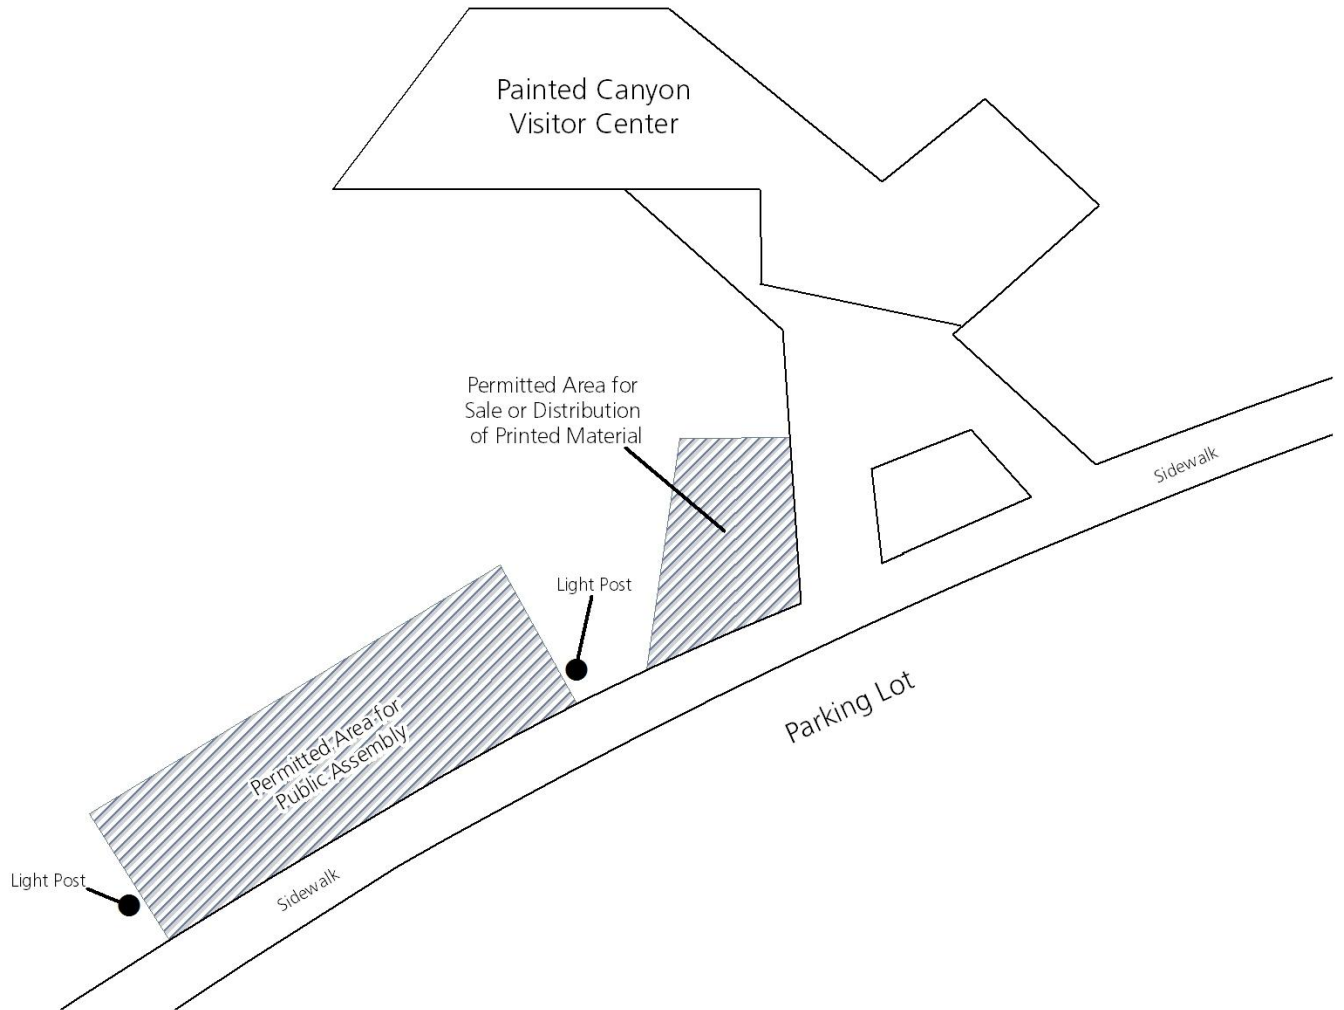 Painted Canyon
Visitor Center
Permitted Area for
Sale or Distribution
of Printed Material
Sidewalk
Light Post
Parking Lot
Permitted Area for
Public Assembly
Light Post
Sidewalk